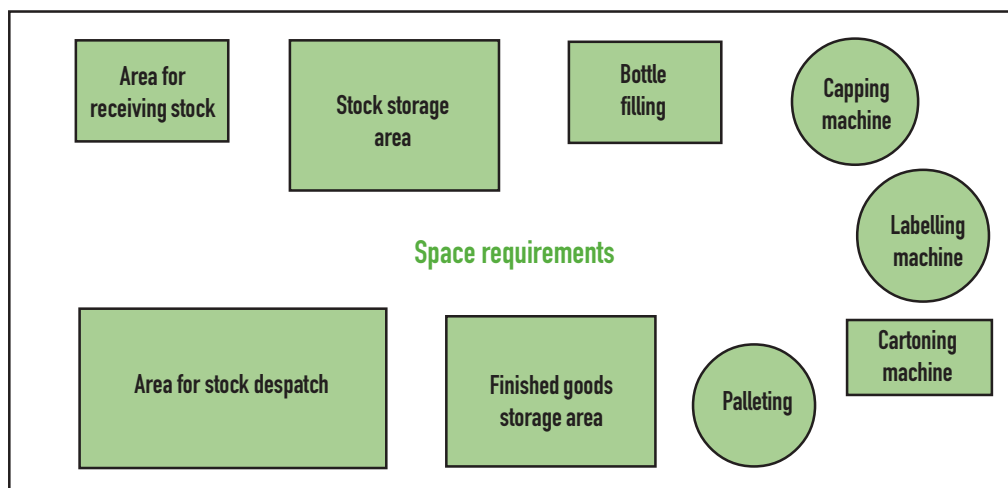 Area for
receiving stock
Stock storage
area
Bottle
filling
Capping
machine
Labelling
machine
Space requirements
Cartoning
machine
Palleting
Finished goods
storage area
Area for stock despatch